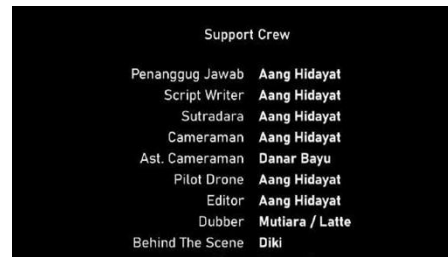 Support Crew
Penanggug Jawab Aang Hidayat
Script Writer Aang Hidayat
Sutradara Aang Hidayat
Cameraman Aang Hidayat
Ast. Cameraman Danar Bayu
Pilot Drone Aang Hidayat
Editor Aang Hidayat
Dubber Mutiara / Latte
Behind The Scene Diki